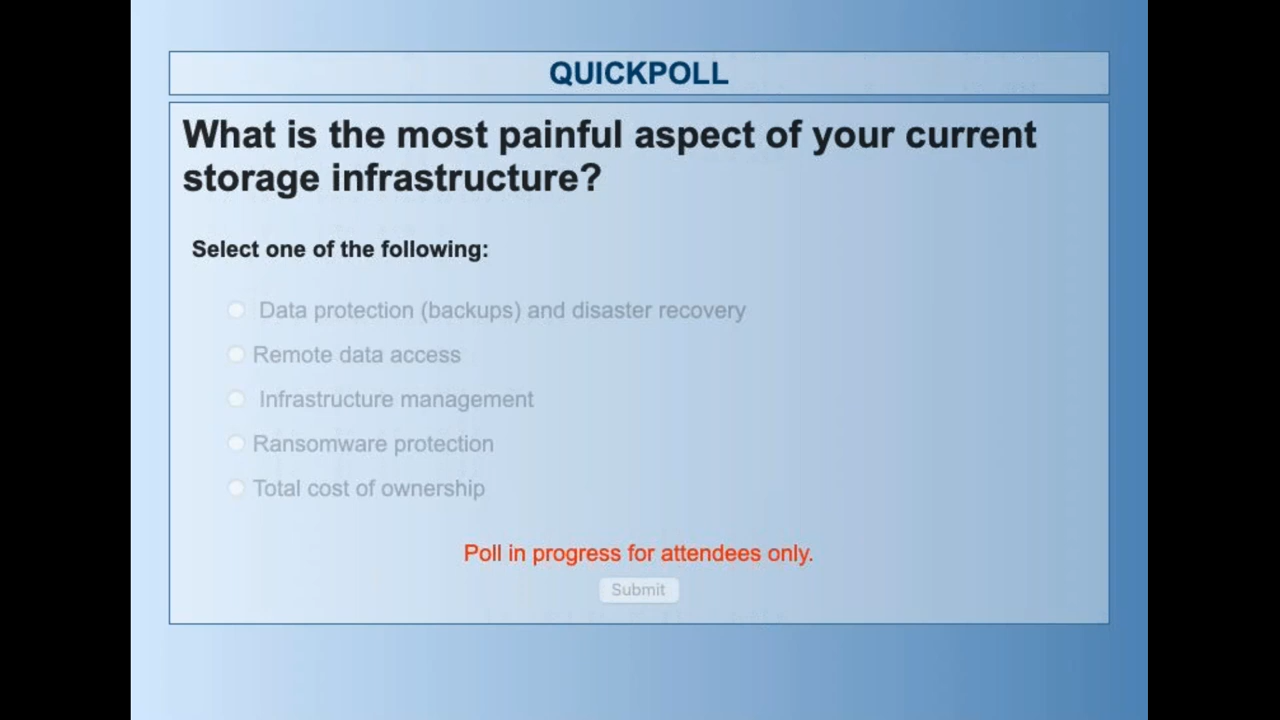 QUICKPOLL
What is the most painful aspect of your current
storage infrastructure?
Select one of the following:
Data protection (backups) and disaster recovery
Remote data access
Infrastructure management
Ransomware protection
Total cost of ownership
Poll in progress for attendees only.
Submit